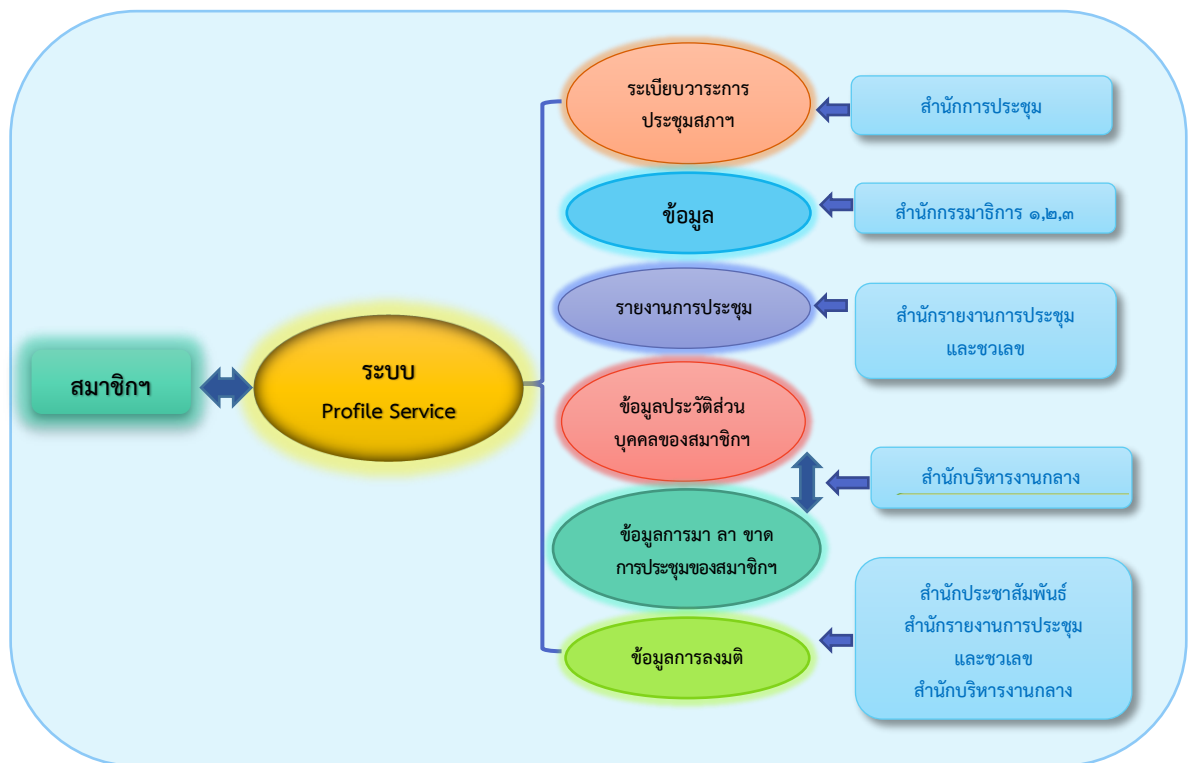 สมาชิกฯ
ระบบ
Profile Service
ระเบียบวาระการ
ประชุมสภาฯ
สำนักการประชุม
ข้อมูล
สำนักกรรมาธิการ ๑,๒,๓
รายงานการประชุม
สำนักรายงานการประชุม
และชวเลข
ข้อมูลประวัติส่วน
บุคคลของสมาชิกฯ
สำนักบริหารงานกลาง
ข้อมูลการมา ลา ขาด
การประชุมของสมาชิกฯ
ข้อมูลการลงมติ
สำนักประชาสัมพันธ์
สำนักรายงานการประชุม
และชวเลข
สำนักบริหารงานกลาง